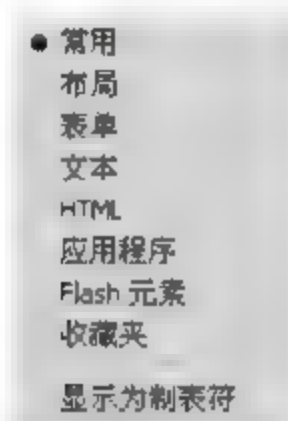 常用
布局
表单
文本
HTML
应用程序
Flash 元素
收藏夹
显示为制表符